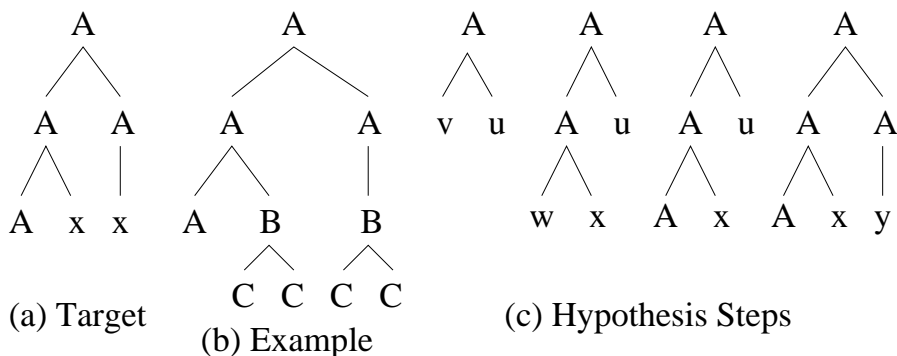 A A A A A A
A A A A v u A u A u A A
A x x A B B w x A x A x y
C C C C
(a) Target
(b) Example
(c) Hypothesis Steps